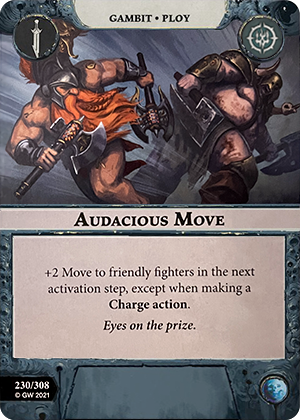 GAMBIT • PLOY
AUDACIOUS MOVE
+2 Move to friendly fighters in the next
activation step, except when making a
Charge action.
Eyes on the prize.
230/308
© GW 2021